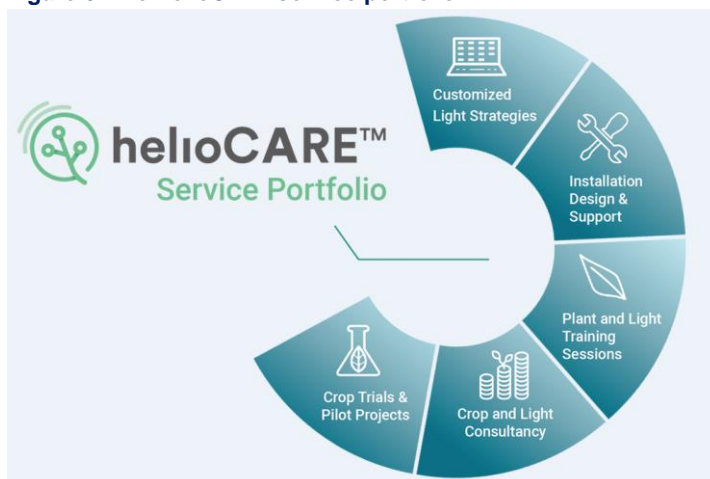 helioCARE™
Service Portfolio
Customized
Light Strategies
Installation
Design &
Support
Plant and Light
Training
Sessions
Crop and Light
Consultancy
Crop Trials &
Pilot Projects